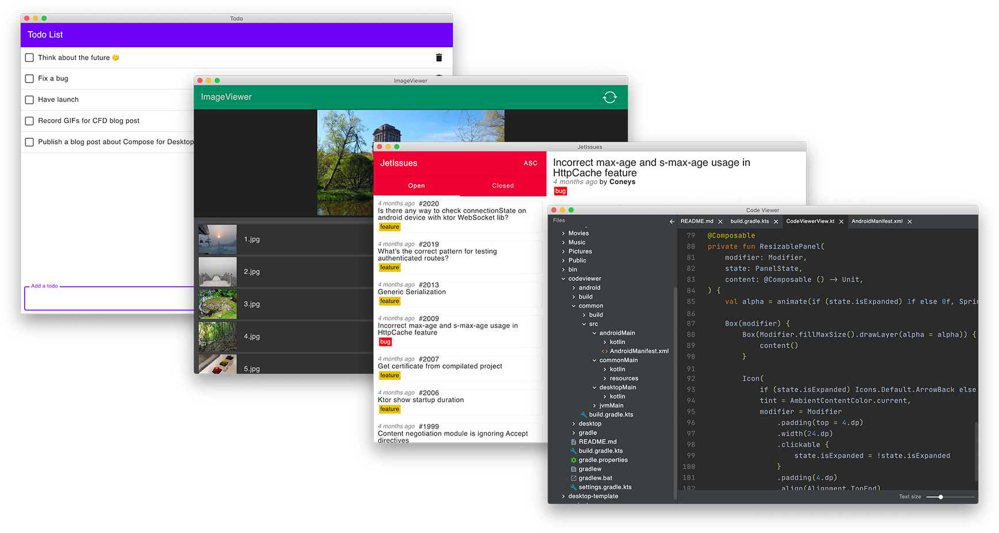 Todo
Todo List
Think about the future 🤔
Fix a bug
Have launch
Record GIFs for CFD blog post
Publish a blog post about Compose for Desktop
Add a todo
ImageViewer
ImageViewer
1.jpg
2.jpg
3.jpg
4.jpg
5.jpg
JetIssues
JetIssues
ASC
Open
Closed
4 months ago #2020
Is there any way to check connectionState on
android device with ktor WebSocket lib?
feature
4 months ago #2019
What's the correct pattern for testing
authenticated routes?
feature
4 months ago #2013
Generic Serialization
feature
4 months ago #2009
Incorrect max-age and s-max-age usage in
HttpCache feature
bug
4 months ago #2007
Get certificate from compilated project
feature
4 months ago #2006
Ktor show startup duration
feature
4 months ago #1999
Content negotiation module is ignoring Accept
directives
Incorrect max-age and s-max-age usage in
HttpCache feature
4 months ago by Coneys
bug
Code Viewer
Files
Movies
Music
Pictures
Public
bin
codeviewer
android
build
common
build
src
androidMain
kotlin
AndroidManifest.xml
commonMain
kotlin
resources
desktopMain
kotlin
jvmMain
build.gradle.kts
desktop
gradle
README.md
build.gradle.kts
gradle.properties
gradlew
gradlew.bat
settings.gradle.kts
desktop-template
README.md
build.gradle.kts
CodeViewerView.kt
AndroidManifest.xml
79 @Composable
80 private fun ResizablePanel(
81 modifier: Modifier,
82 state: PanelState,
83 content: @Composable () -> Unit,
84 ) {
85 val alpha = animate(if (state.isExpanded) 1f else 0f, Spri
86
87 Box(modifier) {
88 Box(Modifier.fillMaxSize().drawLayer(alpha = alpha)) {
89 content()
90 }
91
92 Icon(
93 if (state.isExpanded) Icons.Default.ArrowBack else
94 tint = AmbientContentColor.current,
95 modifier = Modifier
96 .padding(top = 4.dp)
97 .width(24.dp)
98 .clickable {
99 state.isExpanded = !state.isExpanded
100 }
101 .padding(4.dp)
102 .align(Alignment.TopEnd)
Text size